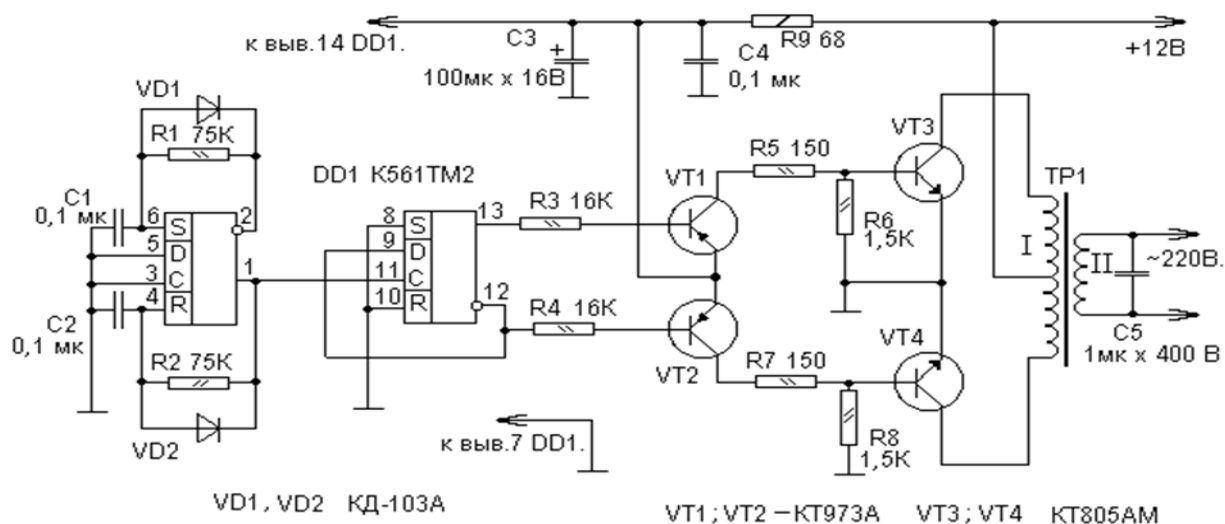 к выв.14 DD1.
C3
+
100мк x 16В
C4
0,1 мк
R9 68
+12В
VD1
R1 75К
C1
0,1 мк
6 S 2
5 D
3 C 1
4 R
C2
0,1 мк
R2 75К
VD2
DD1 К561ТМ2
8 S 13
9 D
11 C
10 R 12
R3 16К
R4 16К
VT1
VT2
R5 150
R6
1,5К
R7 150
R8
1,5К
VT3
VT4
TP1
I
II
~220В.
C5
1мк x 400 В
к выв.7 DD1.
VD1, VD2 КД-103А
VT1; VT2 – КТ973А VT3; VT4 КТ805АМ